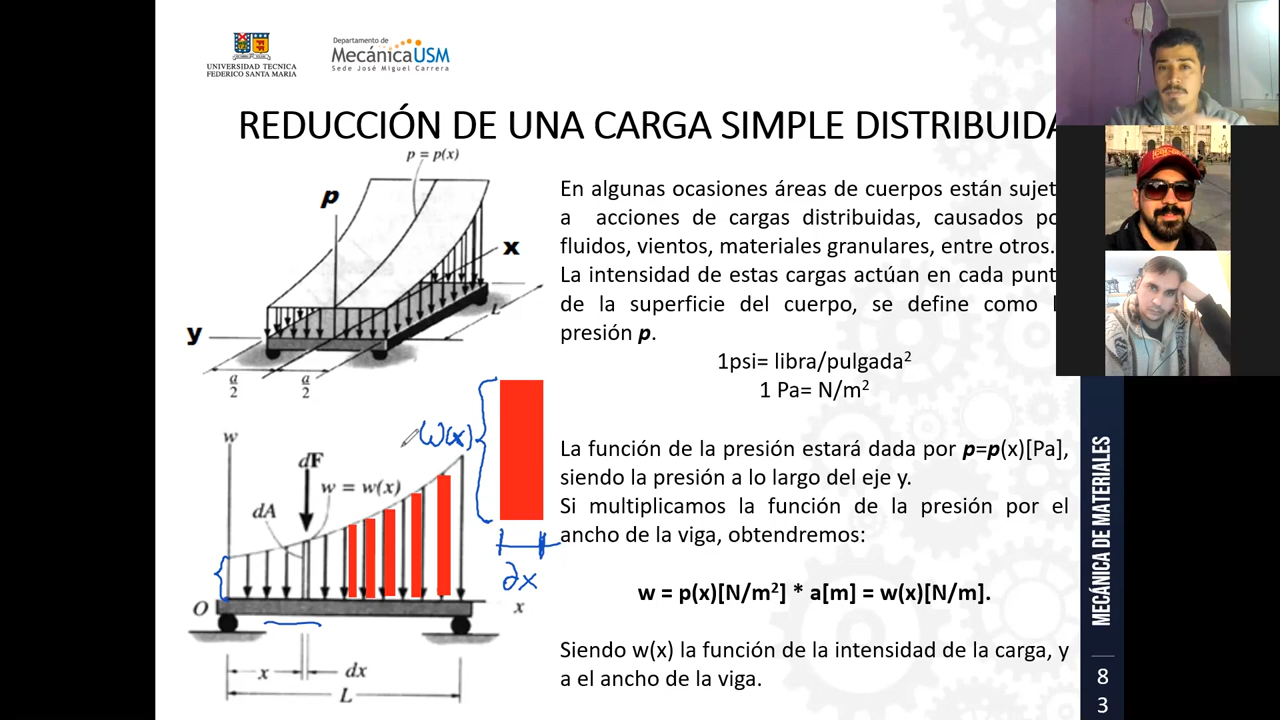 UNIVERSIDAD TECNICA
FEDERICO SANTA MARIA
Departamento de
MecánicaUSM
Sede José Miguel Carrera
REDUCCIÓN DE UNA CARGA SIMPLE DISTRIBUIDA
p = p(x)
p
x
y
L
a/2
a/2
En algunas ocasiones áreas de cuerpos están sujet
a acciones de cargas distribuidas, causados po
fluidos, vientos, materiales granulares, entre otros.
La intensidad de estas cargas actúan en cada punt
de la superficie del cuerpo, se define como l
presión p.
1psi= libra/pulgada²
1 Pa= N/m²
La función de la presión estará dada por p=p(x)[Pa],
siendo la presión a lo largo del eje y.
Si multiplicamos la función de la presión por el
ancho de la viga, obtendremos:
w = p(x)[N/m²] * a[m] = w(x)[N/m].
Siendo w(x) la función de la intensidad de la carga, y
a el ancho de la viga.
w
dF
w = w(x)
dA
O
x
x
dx
L
W(x)
∂x
MECÁNICA DE MATERIALES
8
3